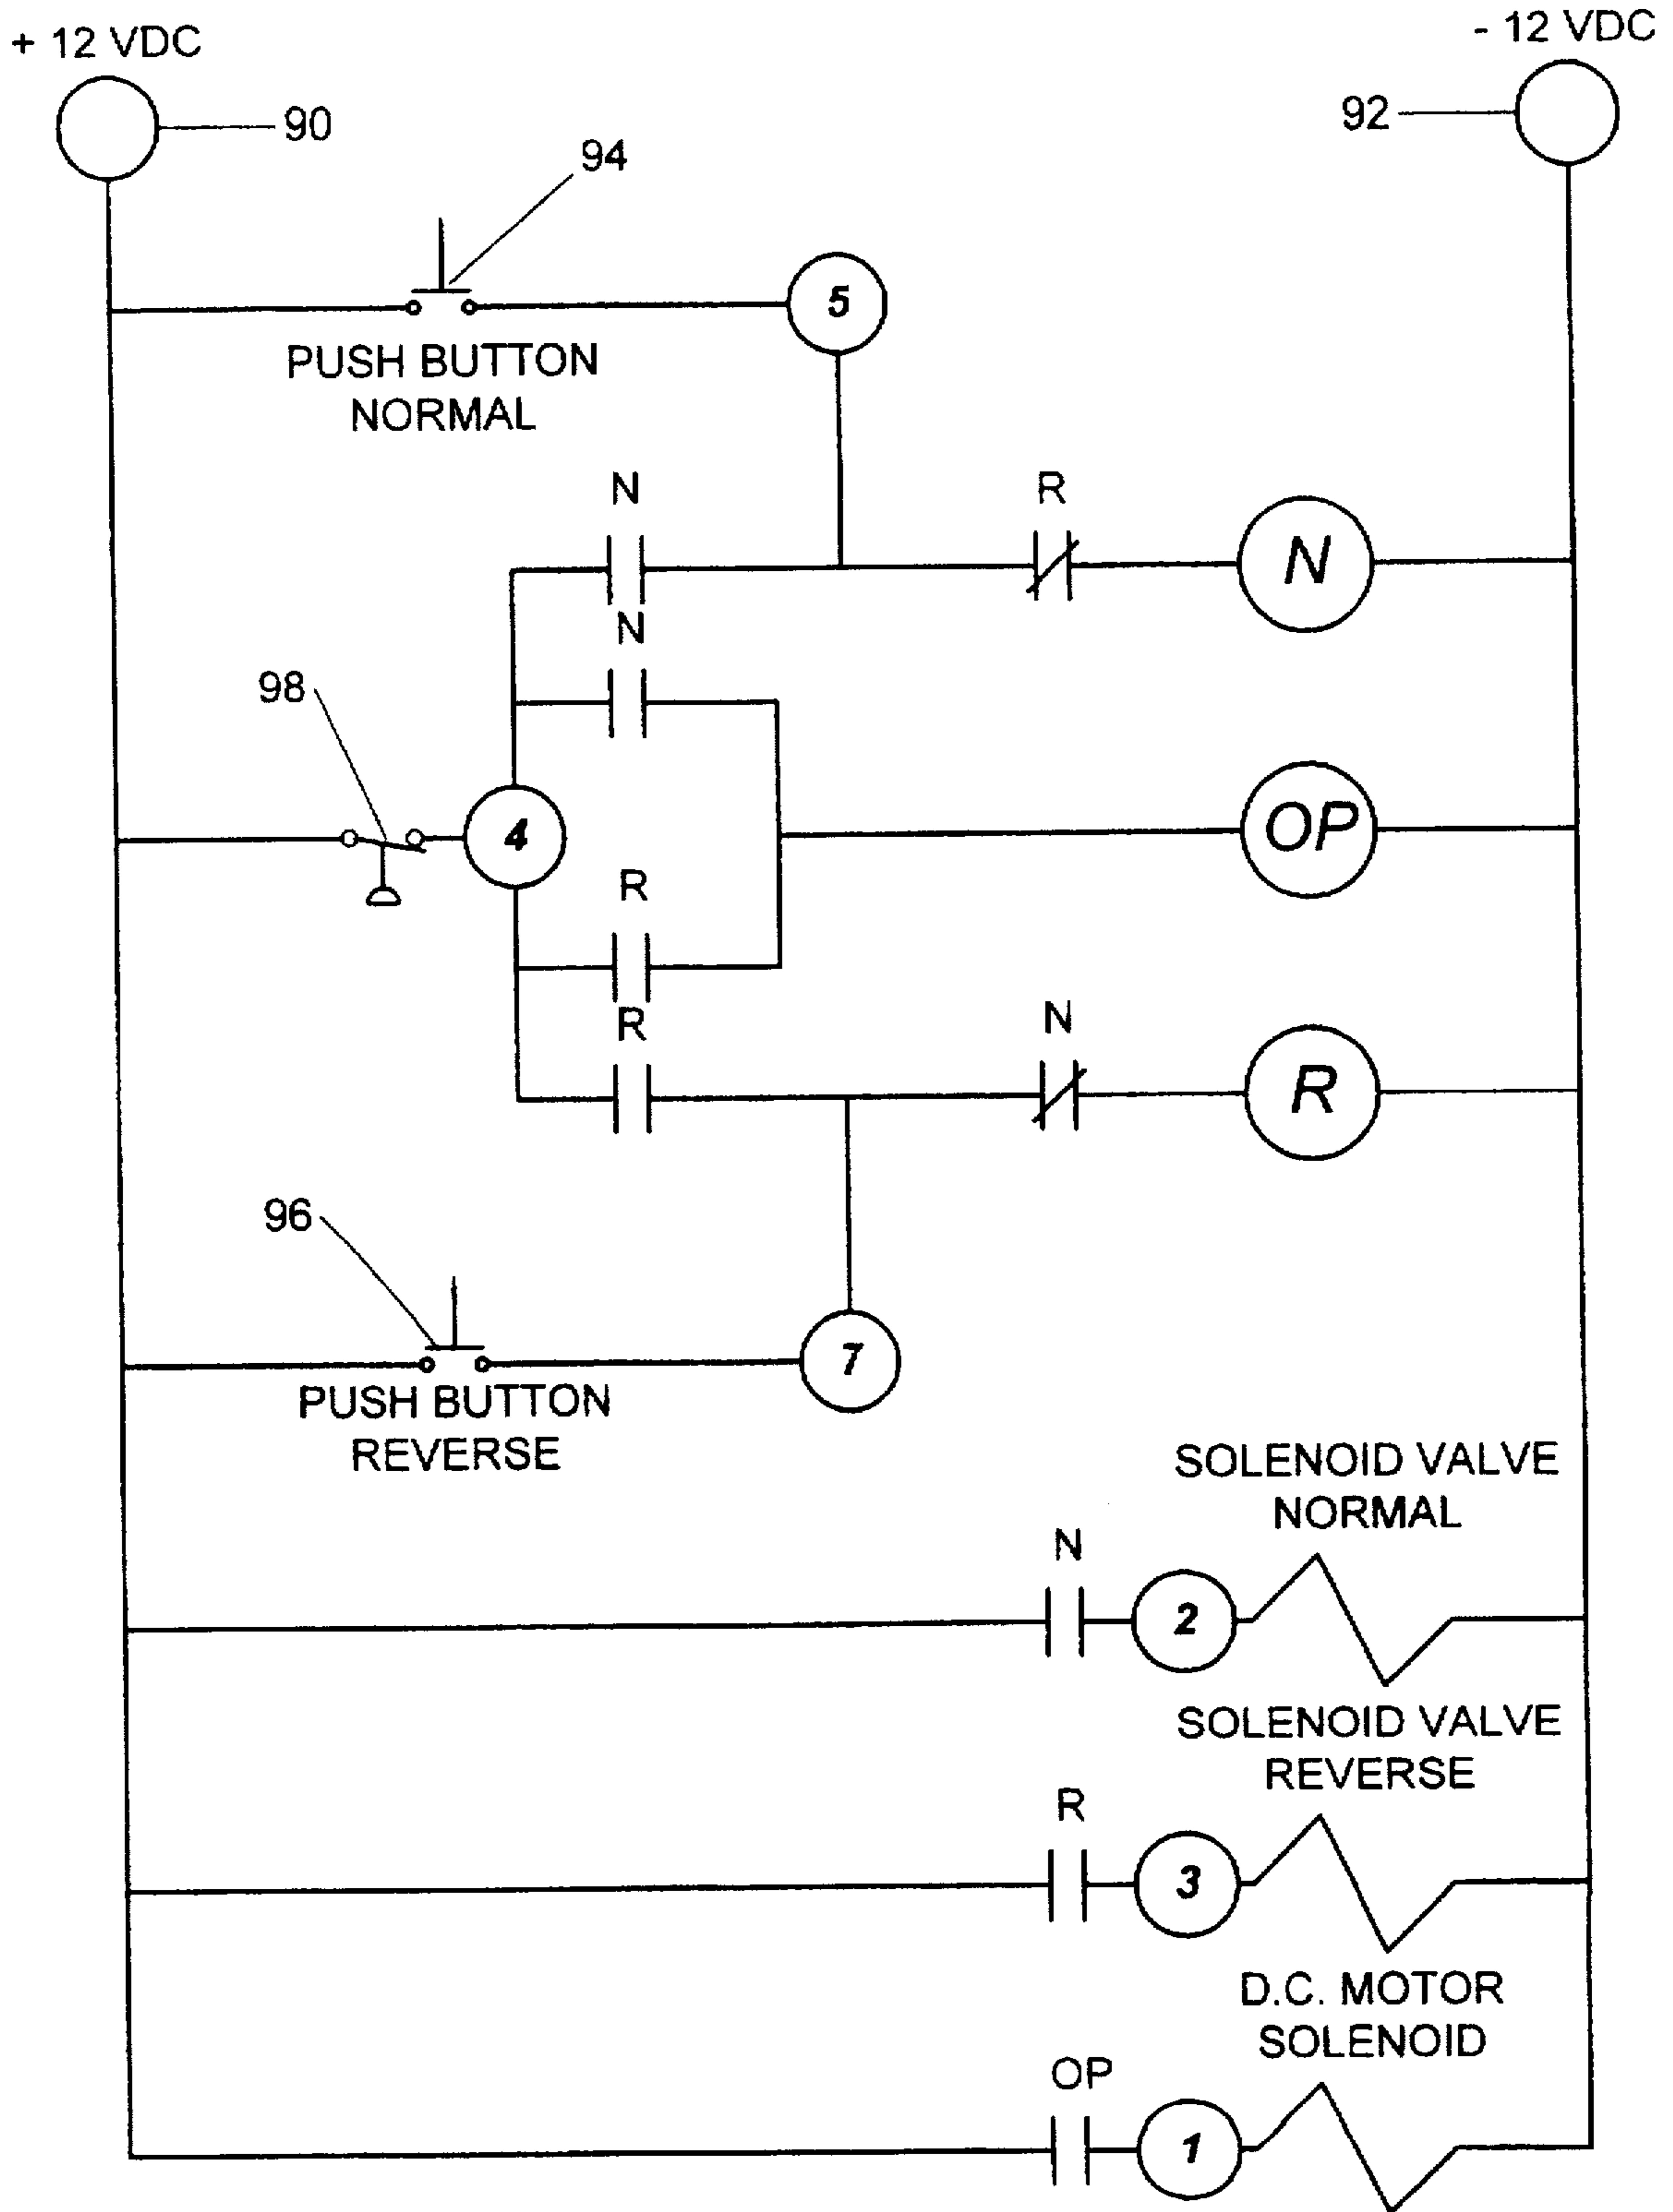 + 12 VDC
- 12 VDC
90
92
94
5
PUSH BUTTON
NORMAL
N
R
N
N
98
4
OP
R
R
N
R
96
7
PUSH BUTTON
REVERSE
SOLENOID VALVE
NORMAL
N
2
SOLENOID VALVE
REVERSE
R
3
D.C. MOTOR
SOLENOID
OP
1